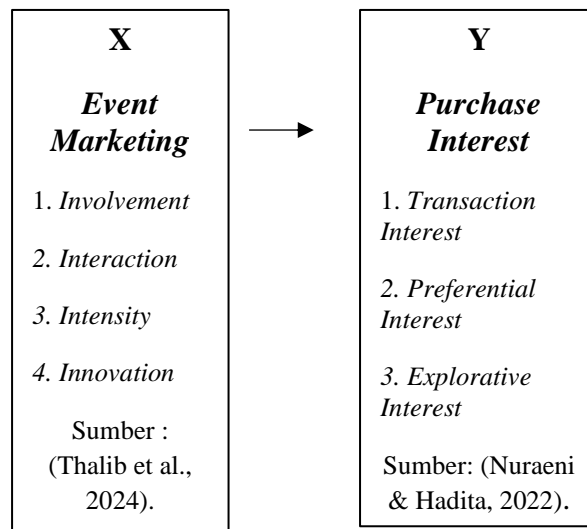 X
Event
Marketing
1. Involvement
2. Interaction
3. Intensity
4. Innovation
Sumber :
(Thalib et al.,
2024).
Y
Purchase
Interest
1. Transaction
Interest
2. Preferential
Interest
3. Explorative
Interest
Sumber: (Nuraeni
& Hadita, 2022).